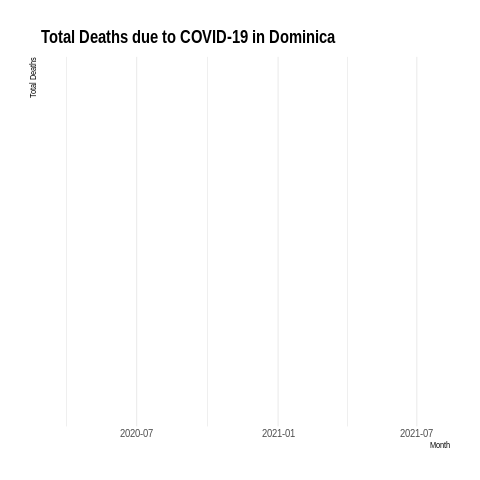 Total Deaths due to COVID-19 in Dominica
Total Deaths
2020-07
2021-01
2021-07
Month